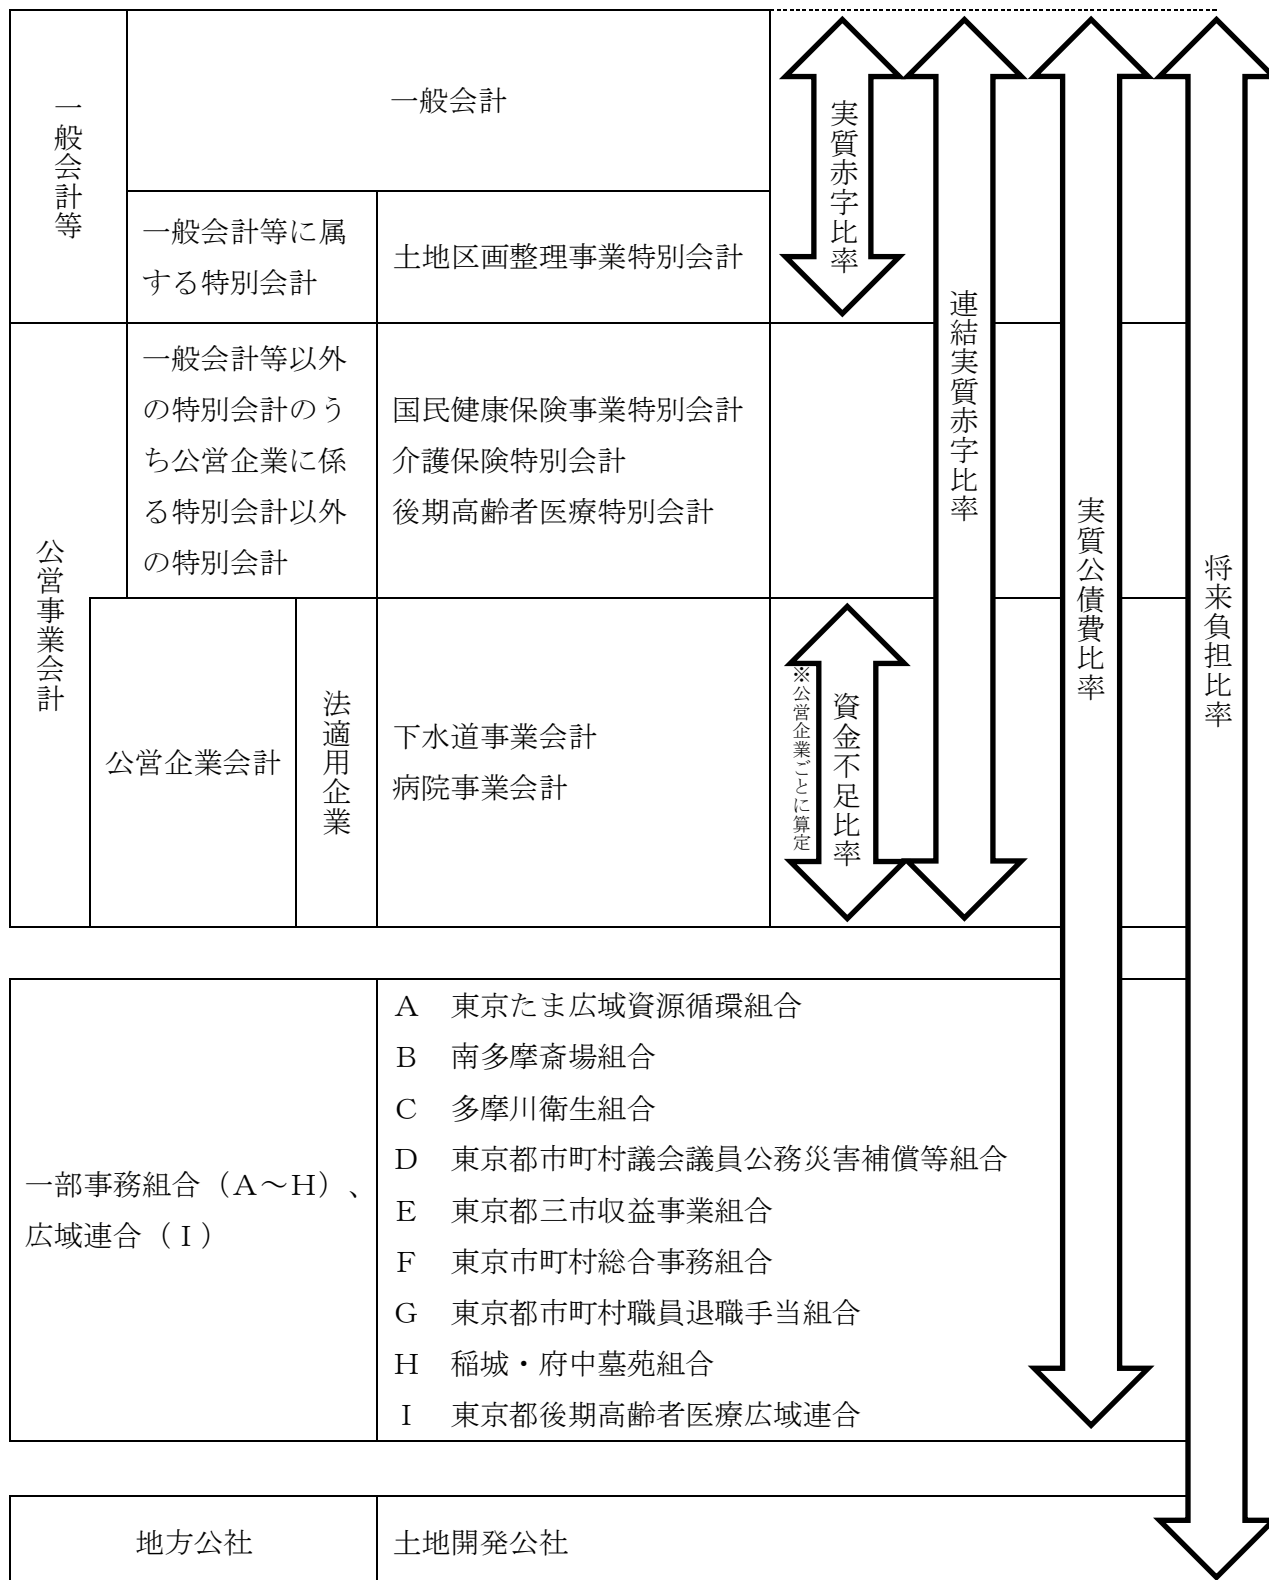 一般会計等
一般会計
一般会計等に属
する特別会計
土地区画整理事業特別会計
実質赤字比率
連結実質赤字比率
実質公債費比率
将来負担比率
公営事業会計
一般会計等以外
の特別会計のう
ち公営企業に係
る特別会計以外
の特別会計
国民健康保険事業特別会計
介護保険特別会計
後期高齢者医療特別会計
公営企業会計
法適用企業
下水道事業会計
病院事業会計
資金不足比率
※公営企業ごとに算定
一部事務組合（A～H）、
広域連合（I）
A　東京たま広域資源循環組合
B　南多摩斎場組合
C　多摩川衛生組合
D　東京都市町村議会議員公務災害補償等組合
E　東京都三市収益事業組合
F　東京市町村総合事務組合
G　東京都市町村職員退職手当組合
H　稲城・府中墓苑組合
I　東京都後期高齢者医療広域連合
地方公社
土地開発公社